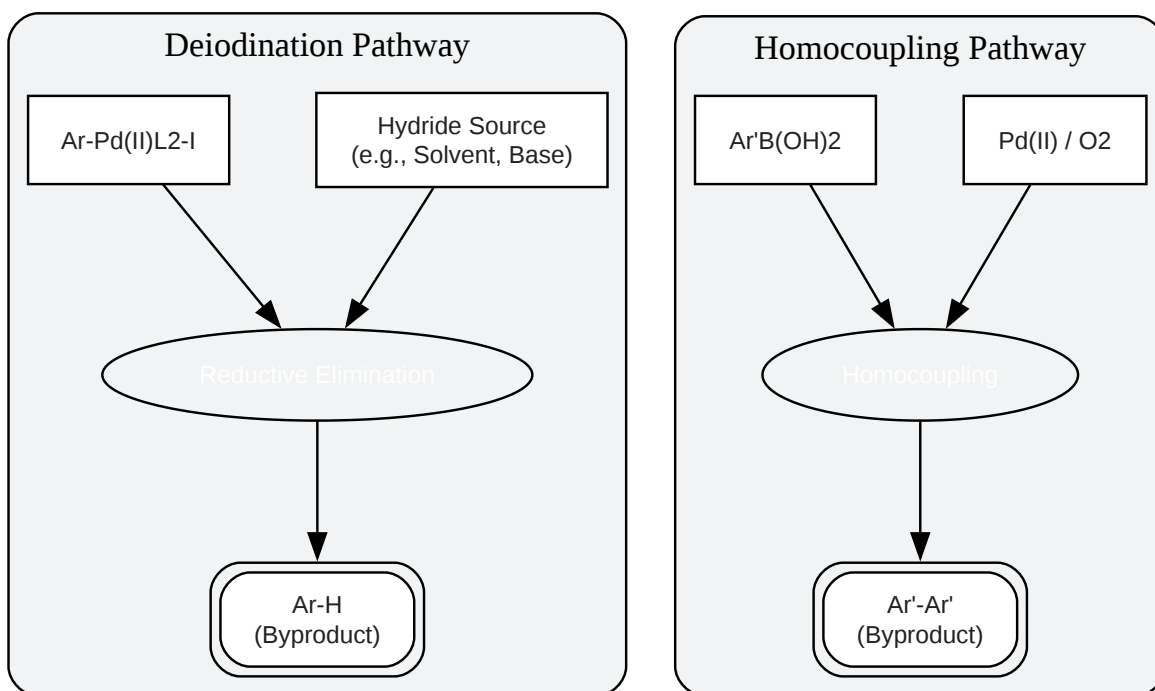 Deiodination Pathway
Ar-Pd(II)L2-I
Hydride Source
(e.g., Solvent, Base)
Reductive Elimination
Ar-H
(Byproduct)
Homocoupling Pathway
Ar'B(OH)2
Pd(II) / O2
Homocoupling
Ar'-Ar'
(Byproduct)